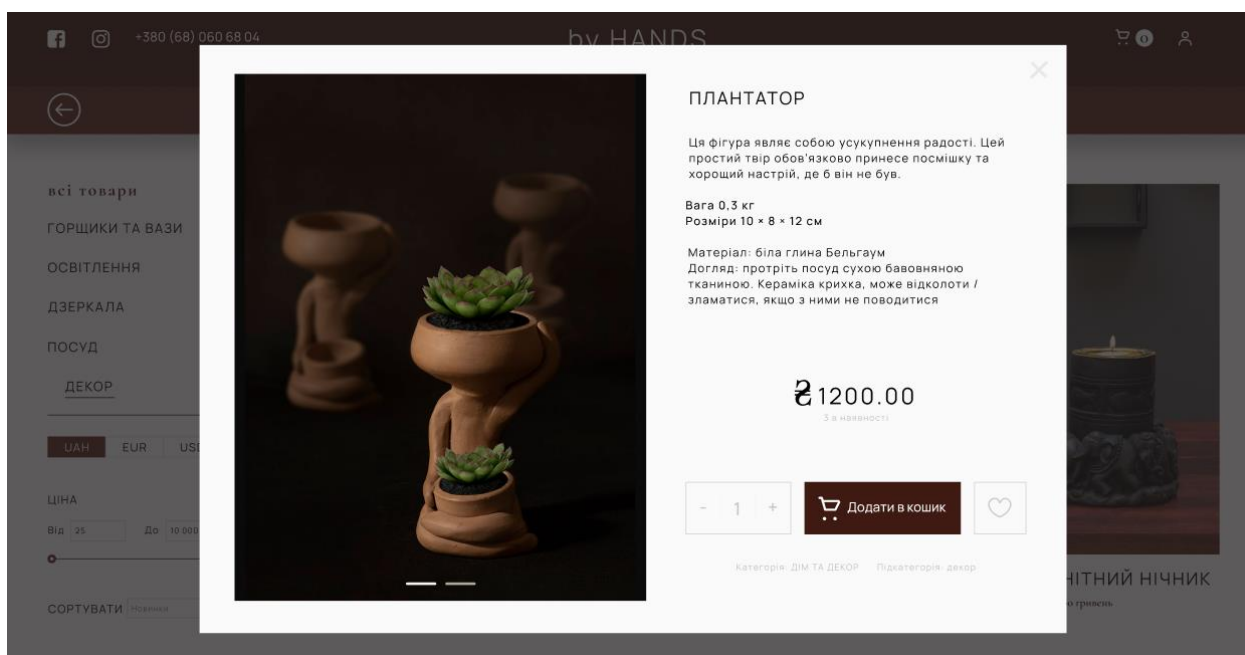 +380 (68) 060 68 04
by HANDS
0
всі товари
ГОРЩИКИ ТА ВАЗИ
ОСВІТЛЕННЯ
ДЗЕРКАЛА
ПОСУД
ДЕКОР
UAH EUR USD
ЦІНА
Від 25 До 10 000
СОРТУВАТИ Новинки
ПЛАНТАТОР
Ця фігура являє собою усукупнення радості. Цей
простий твір обов'язково принесе посмішку та
хороший настрій, де б він не був.
Вага 0,3 кг
Розміри 10 × 8 × 12 см
Матеріал: біла глина Бельгаум
Догляд: протріть посуд сухою бавовняною
тканиною. Кераміка крихка, може відколоти /
зламатися, якщо з ними не поводитися
₴ 1200.00
3 в наявності
- 1 +
Додати в кошик
Категорія: ДІМ ТА ДЕКОР Підкатегорія: декор
НІЧНИК
гривень